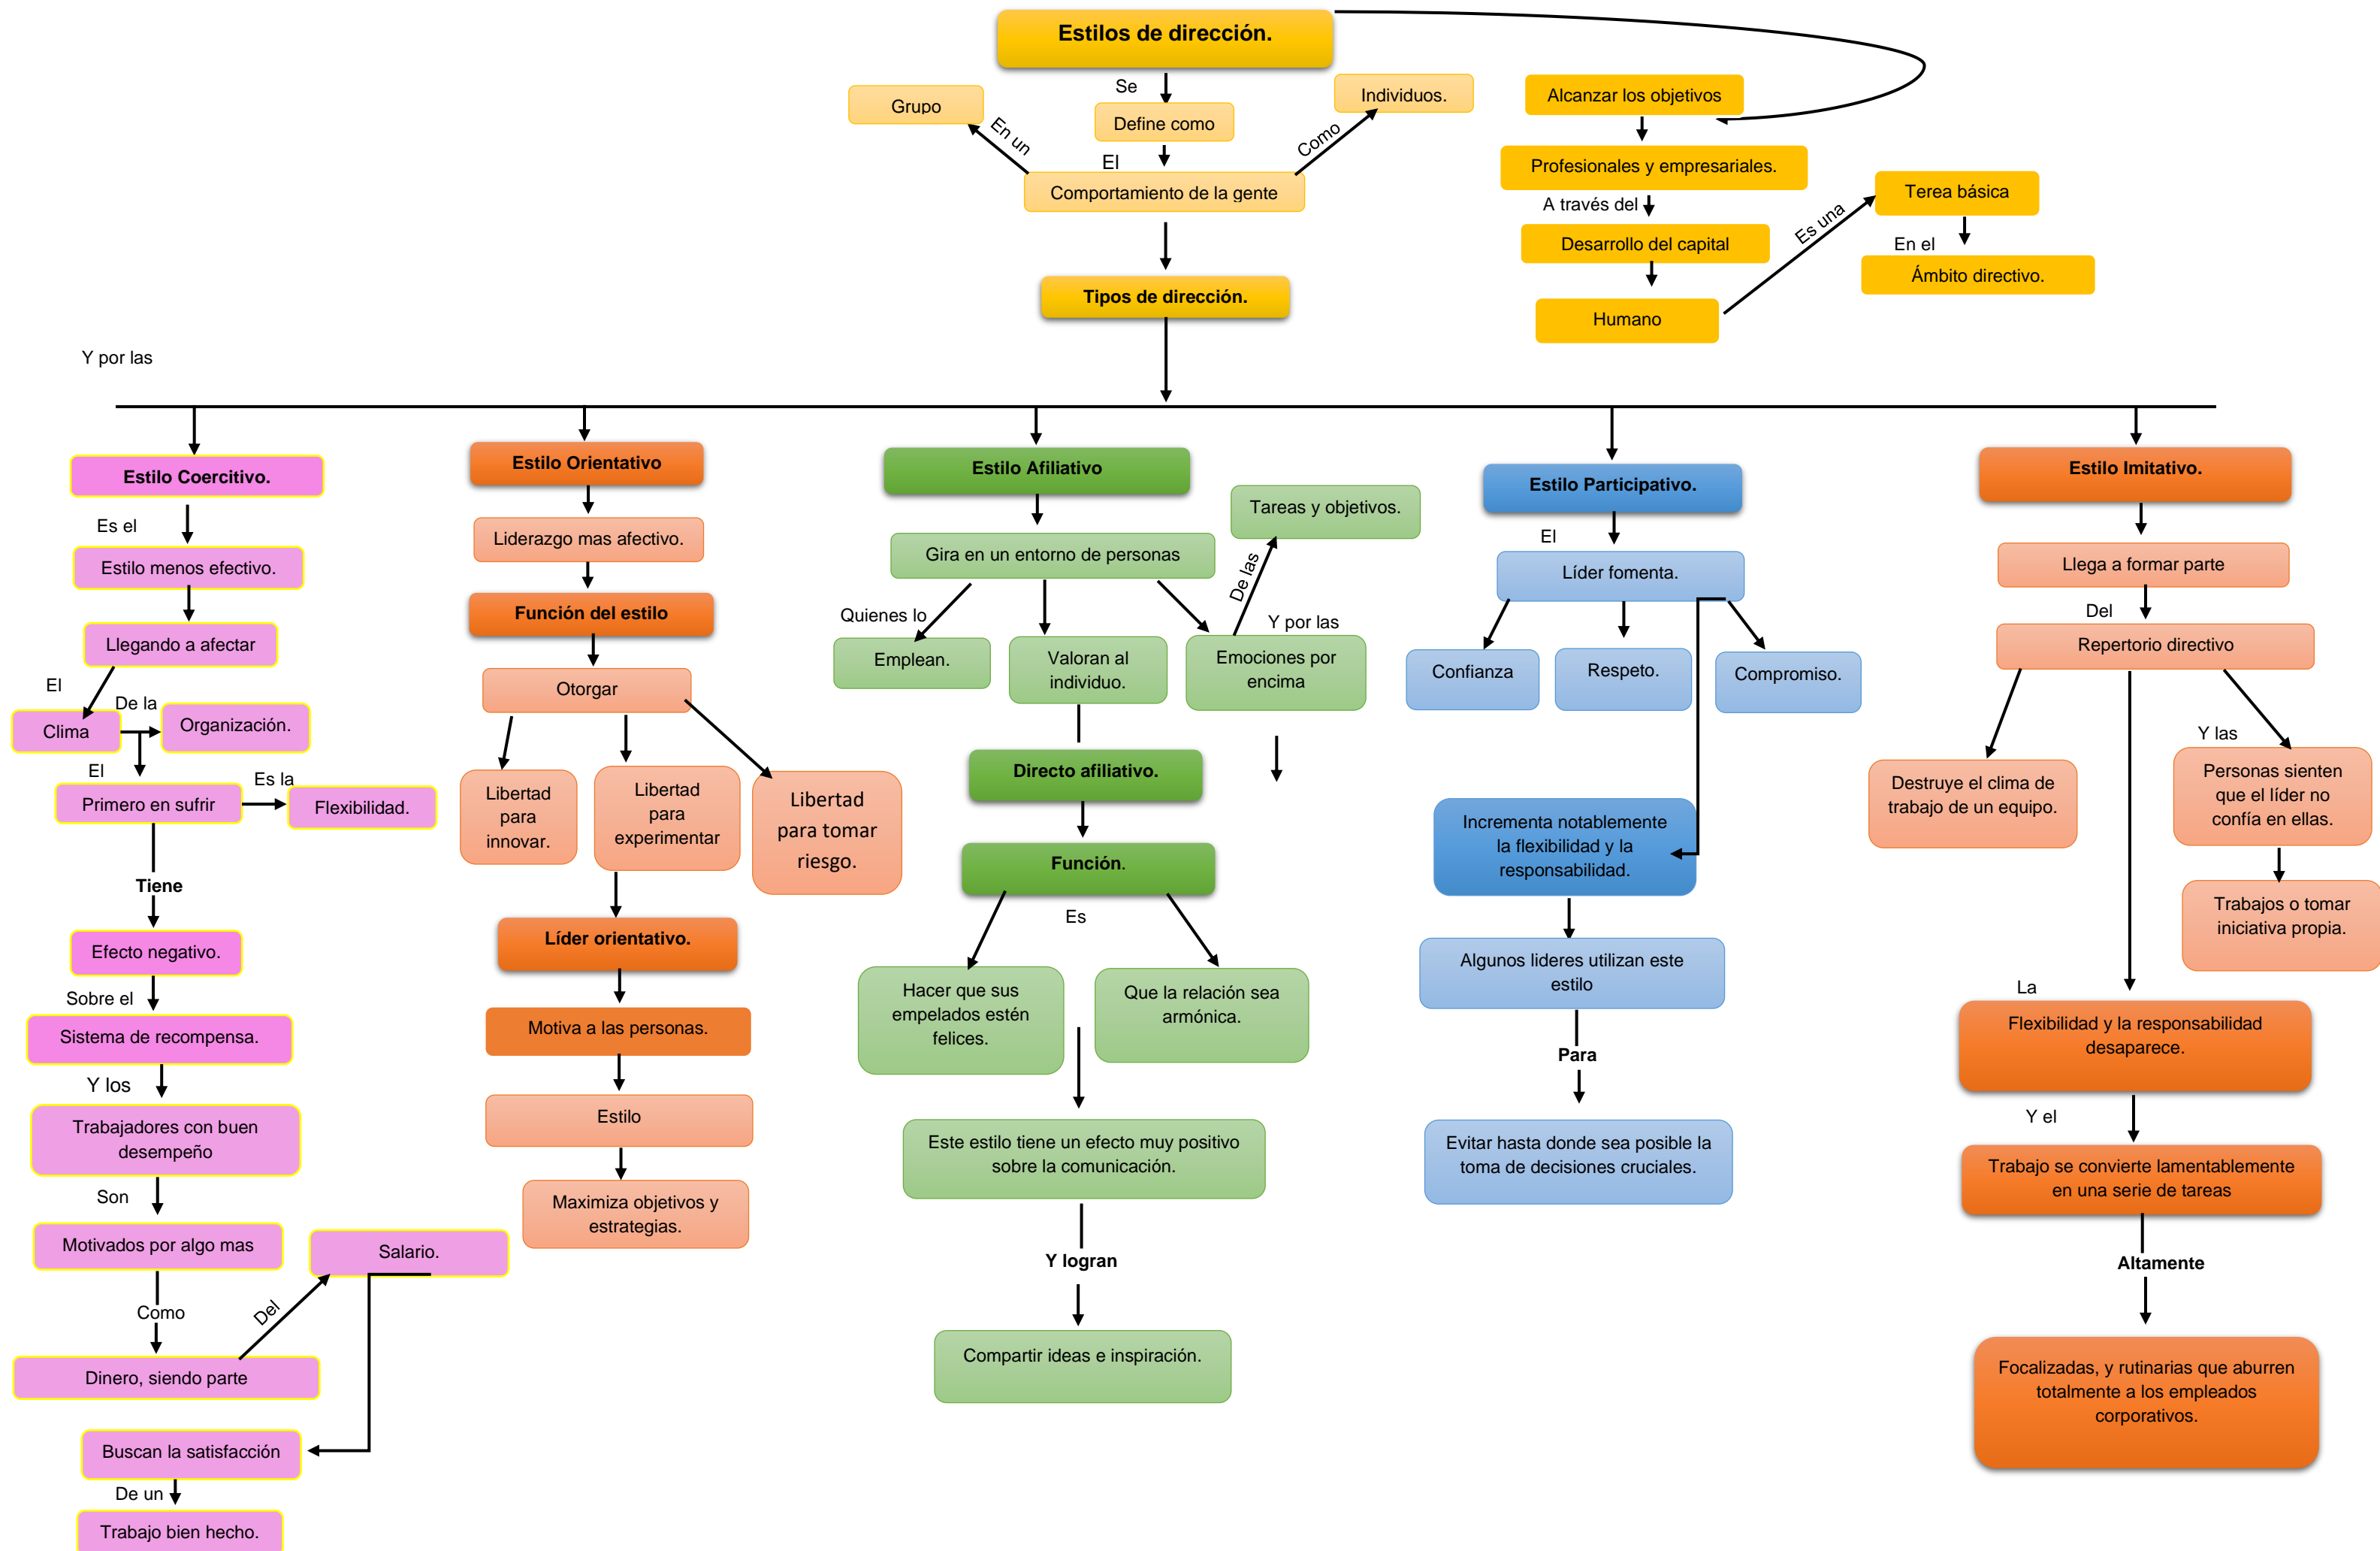 Estilos de dirección.
Se
Define como
El
Comportamiento de la gente
En un
Grupo
Como
Individuos.
Alcanzar los objetivos
Profesionales y empresariales.
A través del
Desarrollo del capital
Humano
Es una
Terea básica
En el
Ámbito directivo.
Tipos de dirección.
Y por las
Estilo Coercitivo.
Es el
Estilo menos efectivo.
Llegando a afectar
El
Clima
De la
Organización.
El
Primero en sufrir
Es la
Flexibilidad.
Tiene
Efecto negativo.
Sobre el
Sistema de recompensa.
Y los
Trabajadores con buen
desempeño
Son
Motivados por algo mas
Como
Dinero, siendo parte
Del
Salario.
Buscan la satisfacción
De un
Trabajo bien hecho.
Estilo Orientativo
Liderazgo mas afectivo.
Función del estilo
Otorgar
Libertad
para
innovar.
Libertad
para
experimentar
Libertad
para tomar
riesgo.
Líder orientativo.
Motiva a las personas.
Estilo
Maximiza objetivos y
estrategias.
Estilo Afiliativo
Gira en un entorno de personas
Quienes lo
Emplean.
Valoran al
individuo.
Y por las
Emociones por
encima
De las
Tareas y objetivos.
Directo afiliativo.
Función.
Es
Hacer que sus
empelados estén
felices.
Que la relación sea
armónica.
Este estilo tiene un efecto muy positivo
sobre la comunicación.
Y logran
Compartir ideas e inspiración.
Estilo Participativo.
El
Líder fomenta.
Confianza
Respeto.
Compromiso.
Incrementa notablemente
la flexibilidad y la
responsabilidad.
Algunos lideres utilizan este
estilo
Para
Evitar hasta donde sea posible la
toma de decisiones cruciales.
Estilo Imitativo.
Llega a formar parte
Del
Repertorio directivo
Destruye el clima de
trabajo de un equipo.
Y las
Personas sienten
que el líder no
confía en ellas.
Trabajos o tomar
iniciativa propia.
La
Flexibilidad y la responsabilidad
desaparece.
Y el
Trabajo se convierte lamentablemente
en una serie de tareas
Altamente
Focalizadas, y rutinarias que aburren
totalmente a los empleados
corporativos.